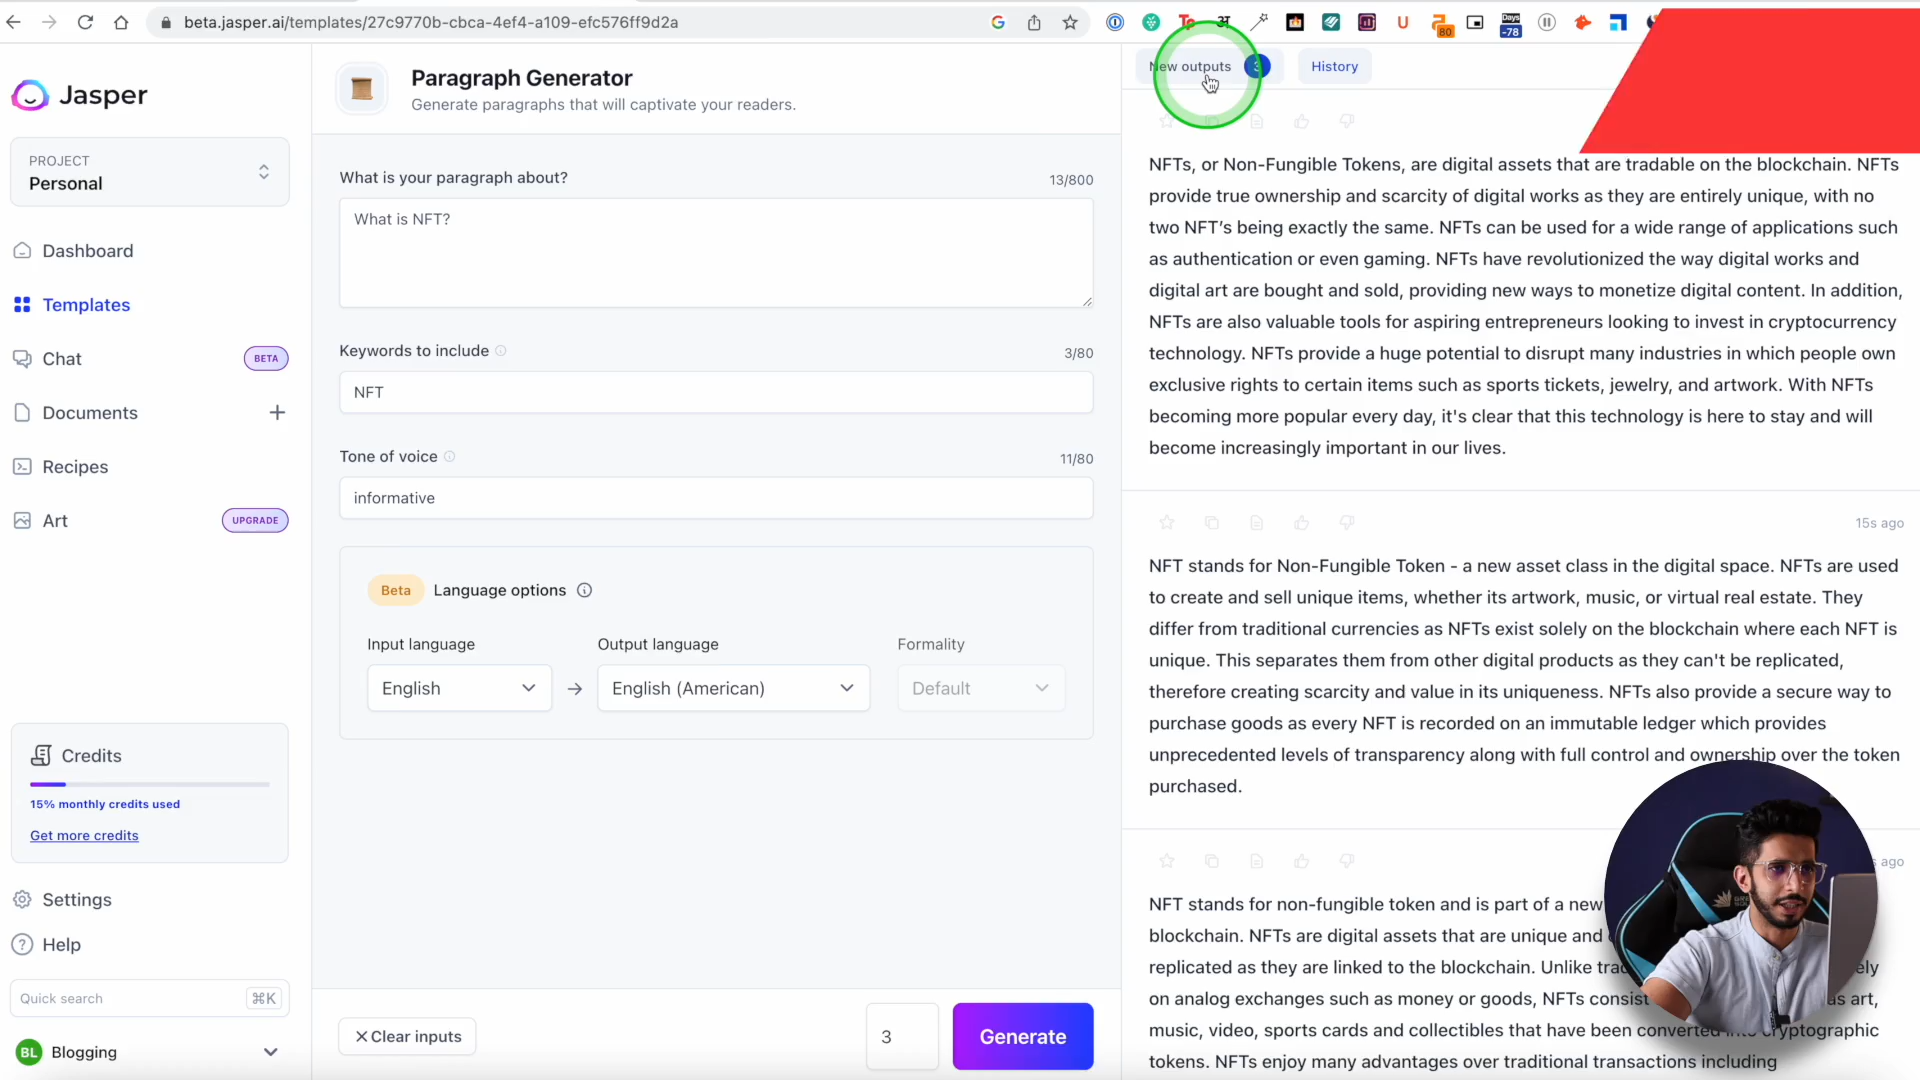 beta.jasper.ai/templates/27c9770b-cbca-4ef4-a109-efc576ff9d2a
Jasper
PROJECT
Personal
Dashboard
Templates
Chat
BETA
Documents
Recipes
Art
UPGRADE
Credits
15% monthly credits used
Get more credits
Settings
Help
Quick search
⌘K
BL
Blogging
Paragraph Generator
Generate paragraphs that will captivate your readers.
What is your paragraph about?
13/800
What is NFT?
Keywords to include
3/80
NFT
Tone of voice
11/80
informative
Beta
Language options
Input language
Output language
Formality
English
English (American)
Default
Clear inputs
3
Generate
80
Days
-78
New outputs
3
History
NFTs, or Non-Fungible Tokens, are digital assets that are tradable on the blockchain. NFTs
provide true ownership and scarcity of digital works as they are entirely unique, with no
two NFT’s being exactly the same. NFTs can be used for a wide range of applications such
as authentication or even gaming. NFTs have revolutionized the way digital works and
digital art are bought and sold, providing new ways to monetize digital content. In addition,
NFTs are also valuable tools for aspiring entrepreneurs looking to invest in cryptocurrency
technology. NFTs provide a huge potential to disrupt many industries in which people own
exclusive rights to certain items such as sports tickets, jewelry, and artwork. With NFTs
becoming more popular every day, it's clear that this technology is here to stay and will
become increasingly important in our lives.
15s ago
NFT stands for Non-Fungible Token - a new asset class in the digital space. NFTs are used
to create and sell unique items, whether its artwork, music, or virtual real estate. They
differ from traditional currencies as NFTs exist solely on the blockchain where each NFT is
unique. This separates them from other digital products as they can't be replicated,
therefore creating scarcity and value in its uniqueness. NFTs also provide a secure way to
purchase goods as every NFT is recorded on an immutable ledger which provides
unprecedented levels of transparency along with full control and ownership over the token
purchased.
ago
NFT stands for non-fungible token and is part of a new
blockchain. NFTs are digital assets that are unique and
replicated as they are linked to the blockchain. Unlike
on analog exchanges such as money or goods, NFTs consist as art,
music, video, sports cards and collectibles that have been converted into cryptographic
tokens. NFTs enjoy many advantages over traditional transactions including